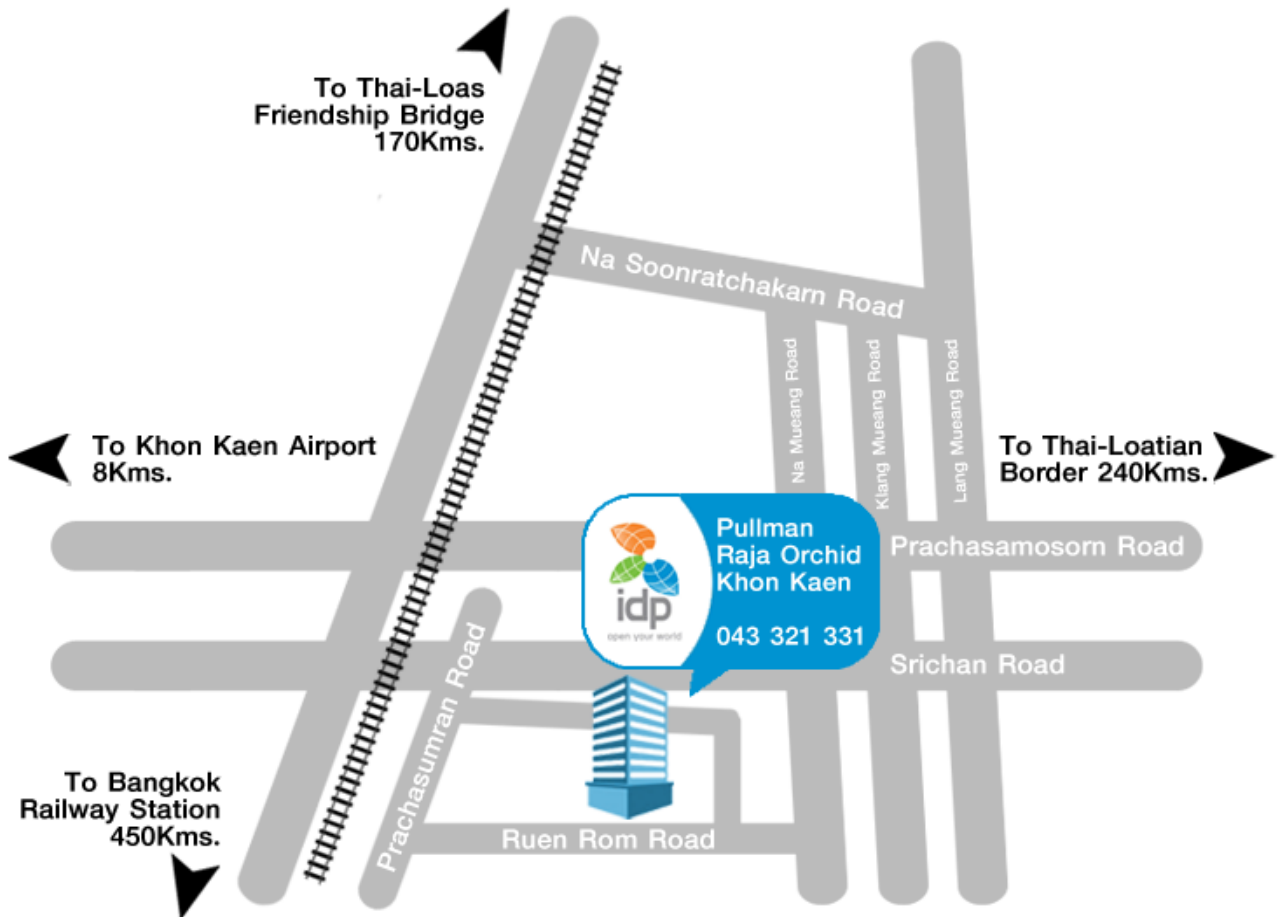 To Thai-Loas
Friendship Bridge
170Kms.
Na Soonratchakarn Road
Na Mueang Road
Klang Mueang Road
Lang Mueang Road
To Khon Kaen Airport
8Kms.
To Thai-Loatian
Border 240Kms.
Pullman
Raja Orchid
Khon Kaen
043 321 331
idp
open your world
Prachasamosorn Road
Srichan Road
Prachasumran Road
To Bangkok
Railway Station
450Kms.
Ruen Rom Road